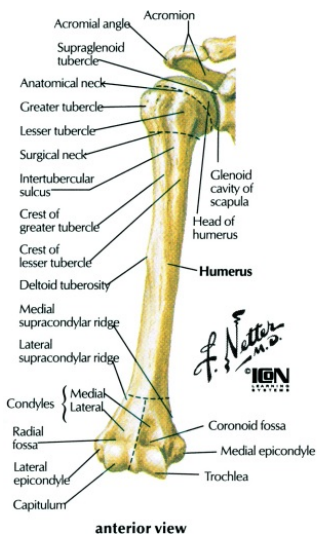 Acromial angle
Acromion
Supraglenoid
tubercle
Anatomical neck
Greater tubercle
Lesser tubercle
Surgical neck
Intertubercular
sulcus
Crest of
greater tubercle
Crest of
lesser tubercle
Deltoid tuberosity
Medial
supracondylar ridge
Lateral
supracondylar ridge
Condyles { Medial
Lateral
Radial
fossa
Lateral
epicondyle
Capitulum
Glenoid
cavity of
scapula
Head of
humerus
Humerus
F. Netter
M.D.
© ICON
LEARNING
SYSTEMS
Coronoid fossa
Medial epicondyle
Trochlea
anterior view